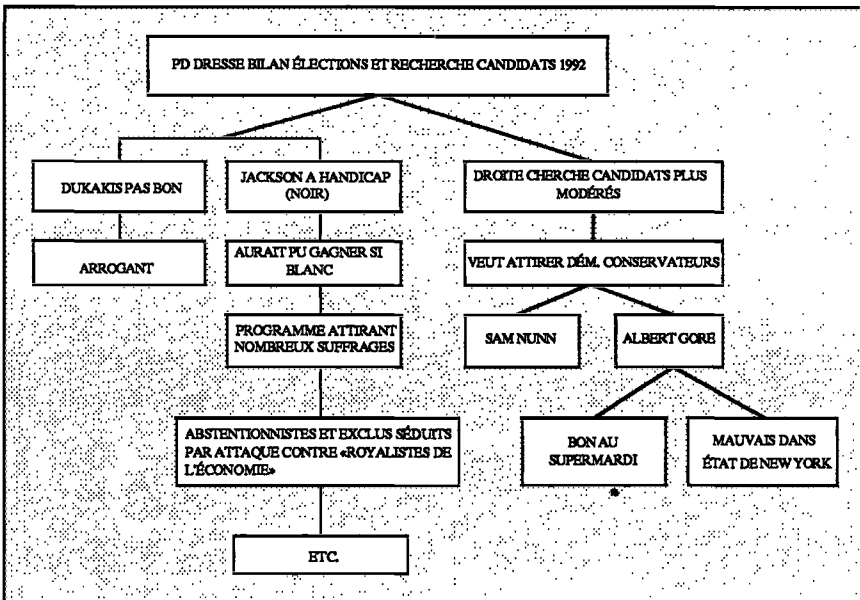 PD DRESSE BILAN ÉLECTIONS ET RECHERCHE CANDIDATS 1992
DUKAKIS PAS BON
JACKSON A HANDICAP
(NOIR)
DROITE CHERCHE CANDIDATS PLUS
MODÉRÉS
ARROGANT
AURAIT PU GAGNER SI
BLANC
VEUT ATTIRER DÉM. CONSERVATEURS
PROGRAMME ATTIRANT
NOMBREUX SUFFRAGES
SAM NUNN
ALBERT GORE
ABSTENTIONNISTES ET EXCLUS SÉDUITS
PAR ATTAQUE CONTRE «ROYALISTES DE
L'ÉCONOMIE»
BON AU
SUPERMARDI
MAUVAIS DANS
ÉTAT DE NEW YORK
ETC.